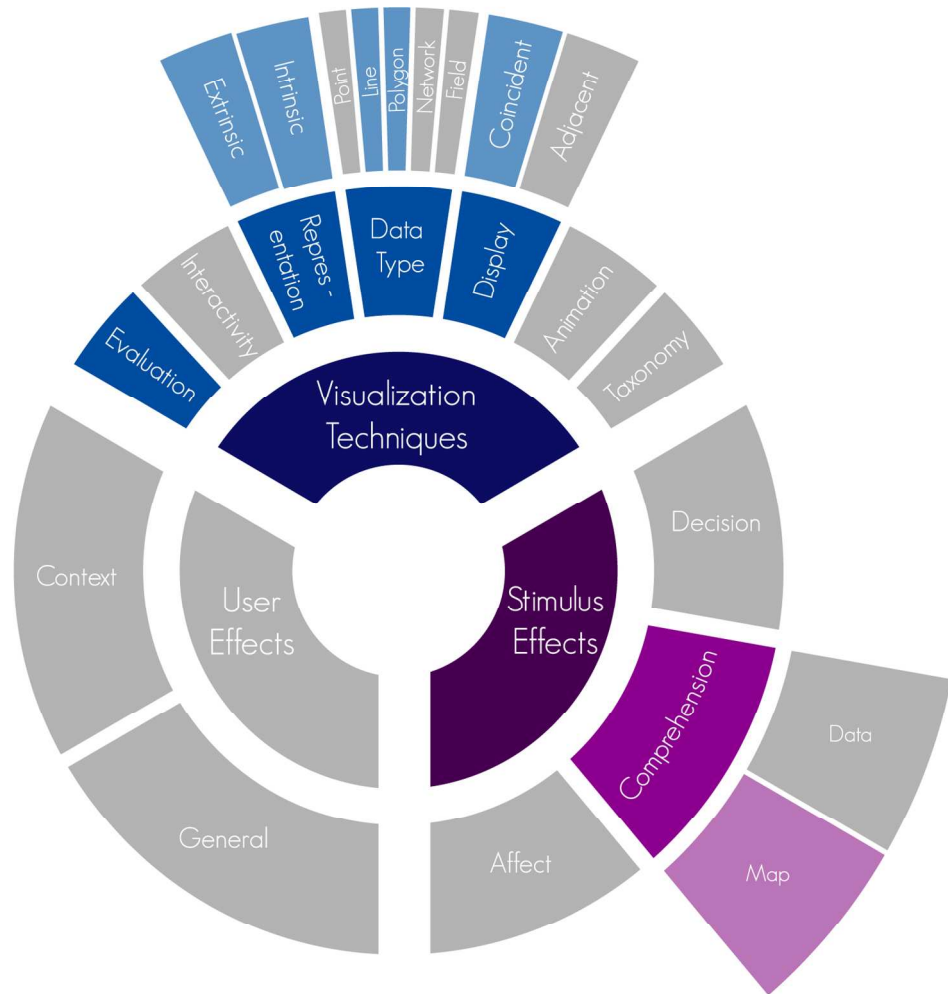 Extrinsic
Intrinsic
Point
Line
Polygon
Network
Field
Coincident
Adjacent
Evaluation
Interactivity
Repres -
entation
Data
Type
Display
Animation
Taxonomy
Visualization
Techniques
Context
User
Effects
Stimulus
Effects
Decision
Comprehension
Data
Map
General
Affect